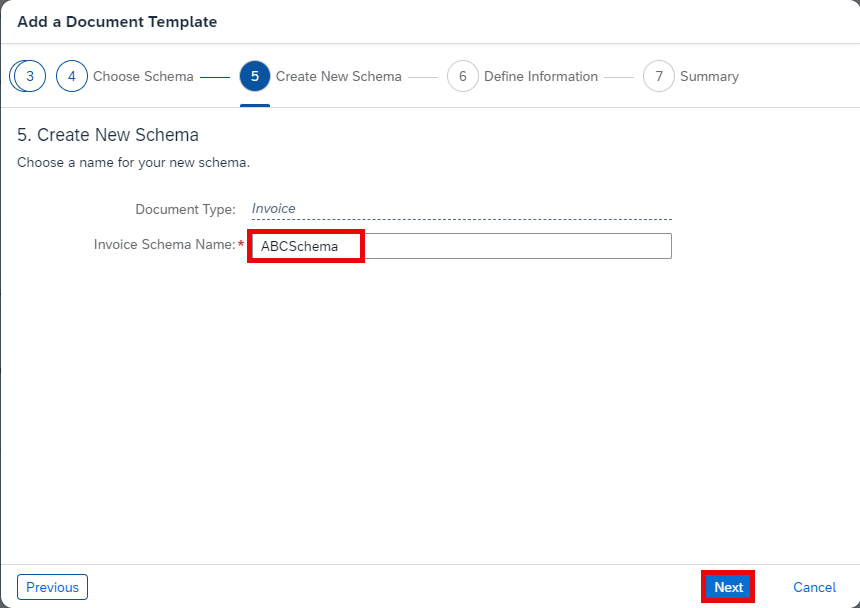 Add a Document Template
3 4 Choose Schema 5 Create New Schema 6 Define Information 7 Summary
5. Create New Schema
Choose a name for your new schema.
Document Type: Invoice
Invoice Schema Name:* ABCSchema
Previous Next Cancel